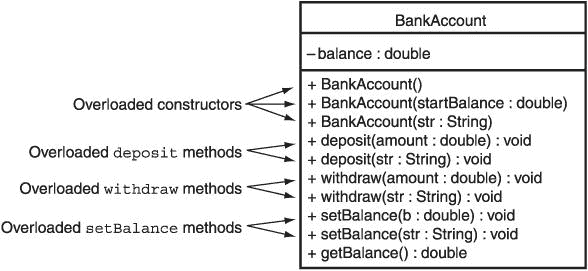 BankAccount
– balance : double
Overloaded constructors
+ BankAccount()
+ BankAccount(startBalance : double)
+ BankAccount(str : String)
Overloaded deposit methods
+ deposit(amount : double) : void
+ deposit(str : String) : void
Overloaded withdraw methods
+ withdraw(amount : double) : void
+ withdraw(str : String) : void
Overloaded setBalance methods
+ setBalance(b : double) : void
+ setBalance(str : String) : void
+ getBalance() : double